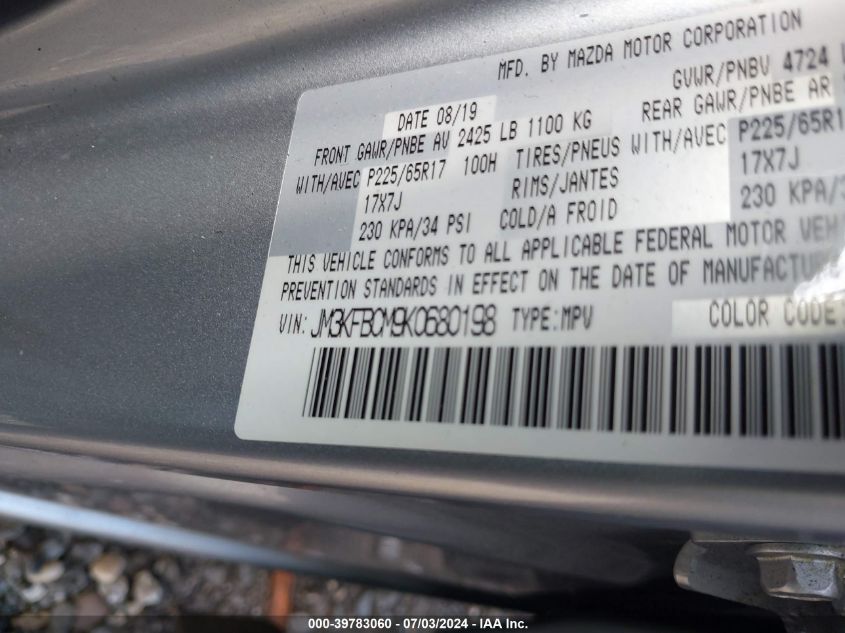 MFD. BY MAZDA MOTOR CORPORATION
DATE 08/19 GVWR/PNBV 4724
FRONT GAWR/PNBE AV 2425 LB 1100 KG REAR GAWR/PNBE AR
WITH/AVEC P225/65R17 100H TIRES/PNEUS WITH/AVEC P225/65R1
17X7J RIMS/JANTES 17X7J
230 KPA/34 PSI COLD/A FROID 230 KPA/3
THIS VEHICLE CONFORMS TO ALL APPLICABLE FEDERAL MOTOR VEH
PREVENTION STANDARDS IN EFFECT ON THE DATE OF MANUFACTU
VIN: JM3KFBCM9K0680198 TYPE:MPV COLOR CODE:
000-39783060 - 07/03/2024 - IAA, Inc.